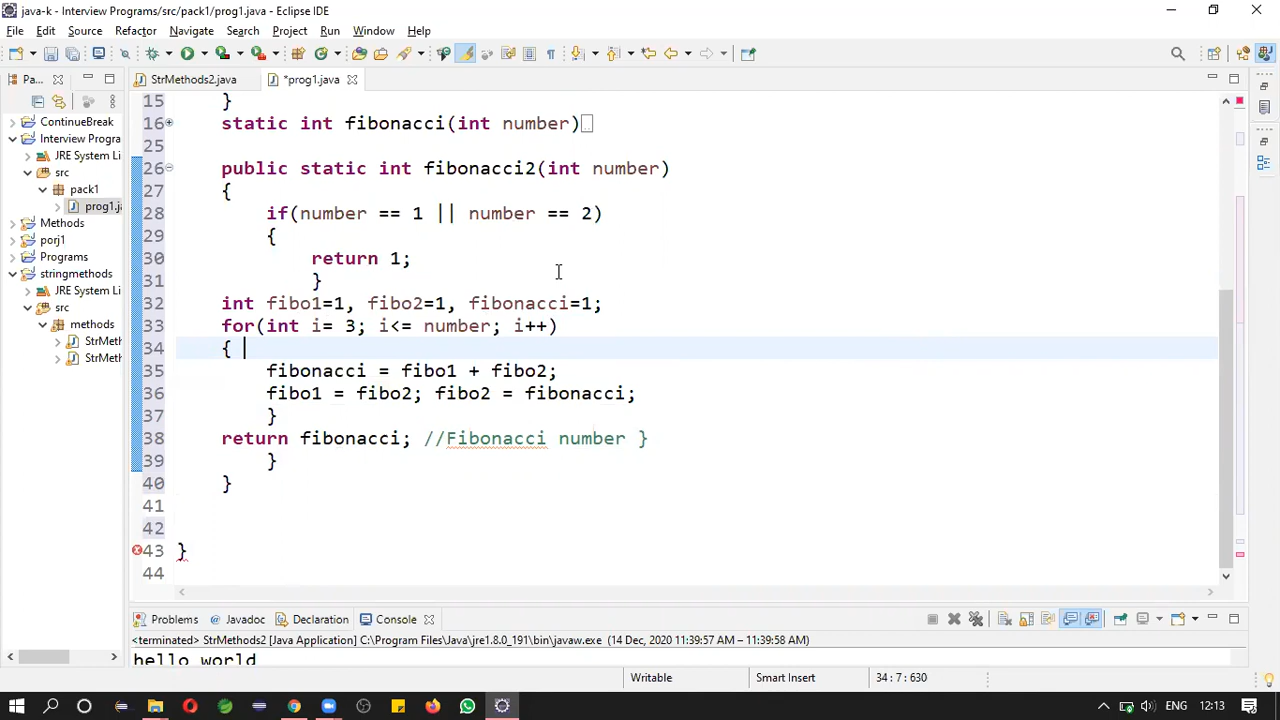 java-k - Interview Programs/src/pack1/prog1.java - Eclipse IDE
File Edit Source Refactor Navigate Search Project Run Window Help
Pa... StrMethods2.java *prog1.java
ContinueBreak
Interview Progra
JRE System Li
src
pack1
prog1.ja
Methods
porj1
Programs
stringmethods
JRE System Li
src
methods
StrMeth
StrMeth
15 }
16 static int fibonacci(int number)
25
26 public static int fibonacci2(int number)
27 {
28 if(number == 1 || number == 2)
29 {
30 return 1;
31 }
32 int fibo1=1, fibo2=1, fibonacci=1;
33 for(int i= 3; i<= number; i++)
34 {
35 fibonacci = fibo1 + fibo2;
36 fibo1 = fibo2; fibo2 = fibonacci;
37 }
38 return fibonacci; //Fibonacci number }
39 }
40 }
41
42
43 }
44
Problems Javadoc Declaration Console
<terminated> StrMethods2 [Java Application] C:\Program Files\Java\jre1.8.0_191\bin\javaw.exe (14 Dec, 2020 11:39:57 AM – 11:39:58 AM)
hello world
Writable Smart Insert 34 : 7 : 630
ENG 12:13